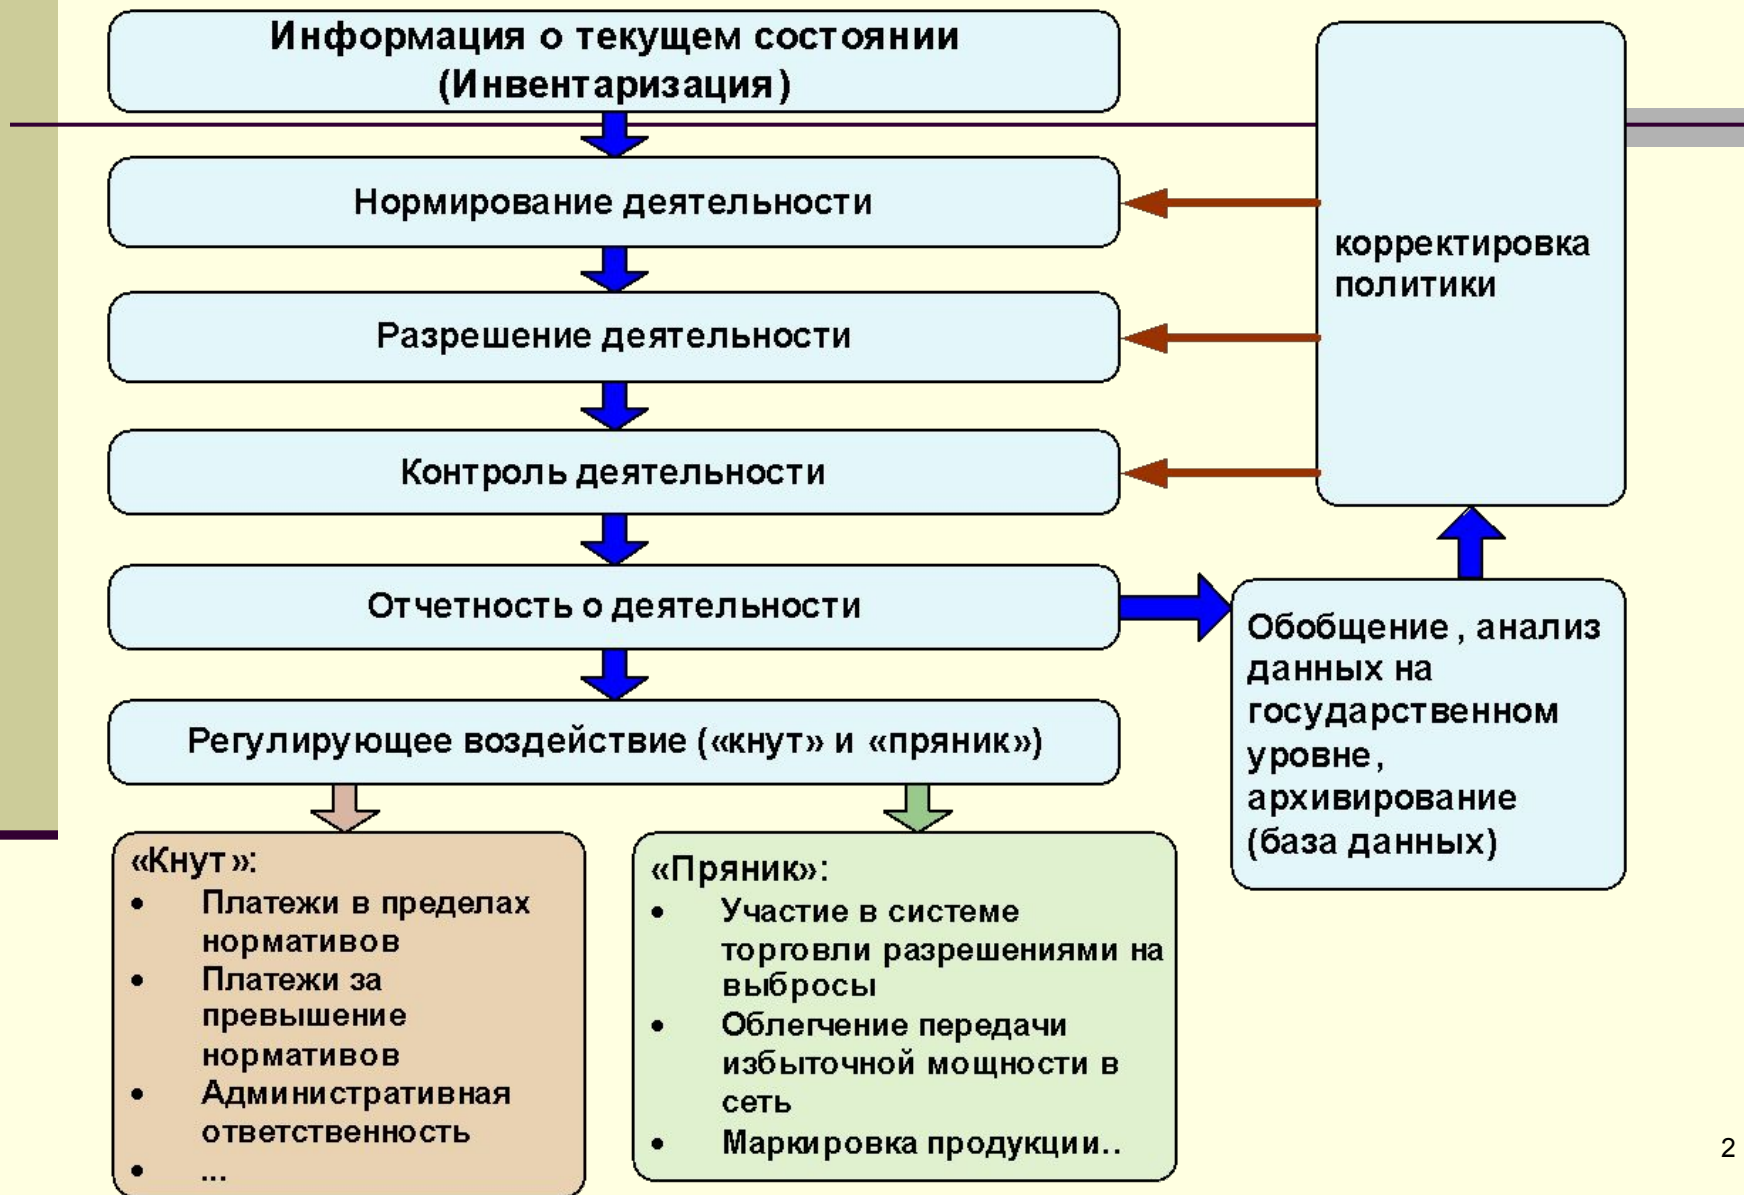 Информация о текущем состоянии
(Инвентаризация)
Нормирование деятельности
Разрешение деятельности
Контроль деятельности
Отчетность о деятельности
Регулирующее воздействие («кнут» и «пряник»)
корректировка
политики
Обобщение, анализ
данных на
государственном
уровне,
архивирование
(база данных)
«Кнут»:
• Платежи в пределах
нормативов
• Платежи за
превышение
нормативов
• Административная
ответственность
• ...
«Пряник»:
• Участие в системе
торговли разрешениями на
выбросы
• Облегчение передачи
избыточной мощности в
сеть
• Маркировка продукции..
2